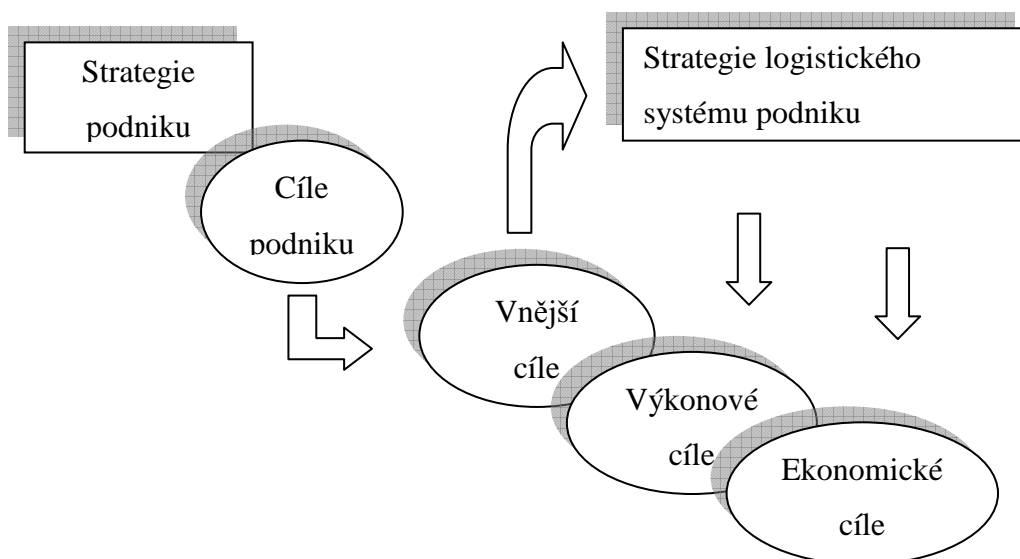 Strategie
podniku
Cíle
podniku
Strategie logistického
systému podniku
Vnější
cíle
Výkonové
cíle
Ekonomické
cíle